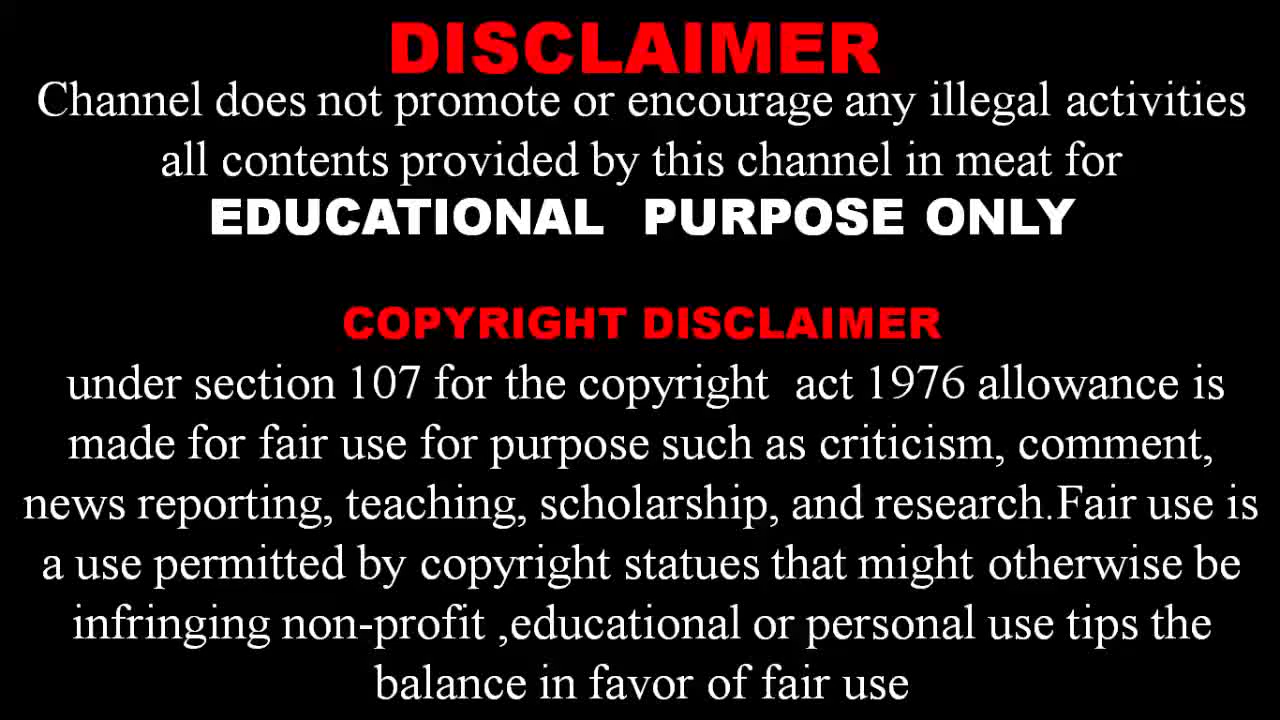 DISCLAIMER
Channel does not promote or encourage any illegal activities
all contents provided by this channel in meat for
EDUCATIONAL PURPOSE ONLY
COPYRIGHT DISCLAIMER
under section 107 for the copyright act 1976 allowance is
made for fair use for purpose such as criticism, comment,
news reporting, teaching, scholarship, and research.Fair use is
a use permitted by copyright statues that might otherwise be
infringing non-profit ,educational or personal use tips the
balance in favor of fair use